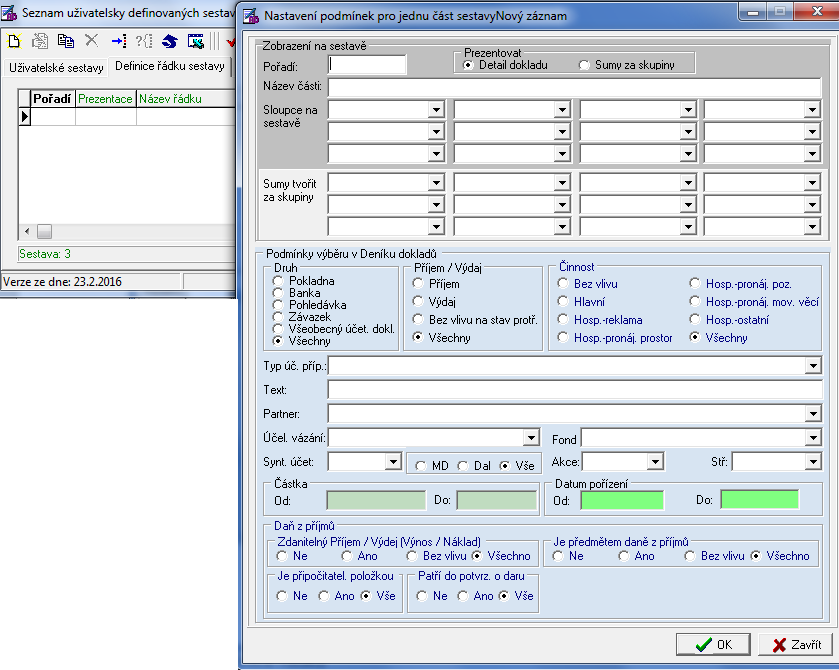 Seznam uživatelsky definovaných sestav
Uživatelské sestavy
Definice řádku sestavy
Pořadí
Prezentace
Název řádku
Sestava: 3
Verze ze dne: 23.2.2016
Nastavení podmínek pro jednu část sestavyNový záznam
Zobrazení na sestavě
Pořadí:
Prezentovat
Detail dokladu
Sumy za skupiny
Název části:
Sloupce na
sestavě
Sumy tvořit
za skupiny
Podmínky výběru v Deníku dokladů
Druh
Pokladna
Banka
Pohledávka
Závazek
Všeobecný účet. dokl.
Všechny
Příjem / Výdaj
Příjem
Výdaj
Bez vlivu na stav protř.
Všechny
Činnost
Bez vlivu
Hlavní
Hosp.-reklama
Hosp.-pronáj. prostor
Hosp.-pronáj. poz.
Hosp.-pronáj. mov. věcí
Hosp.-ostatní
Všechny
Typ úč. příp.:
Text:
Partner:
Účel. vázání:
Fond
Synt. účet:
MD
Dal
Vše
Akce:
Stř:
Částka
Od:
Do:
Datum pořízení
Od:
Do:
Daň z příjmů
Zdanitelný Příjem / Výdej (Výnos / Náklad)
Ne
Ano
Bez vlivu
Všechno
Je předmětem daně z příjmů
Ne
Ano
Bez vlivu
Všechno
Je připočitatel. položkou
Ne
Ano
Vše
Patří do potvrz. o daru
Ne
Ano
Vše
OK
Zavřít